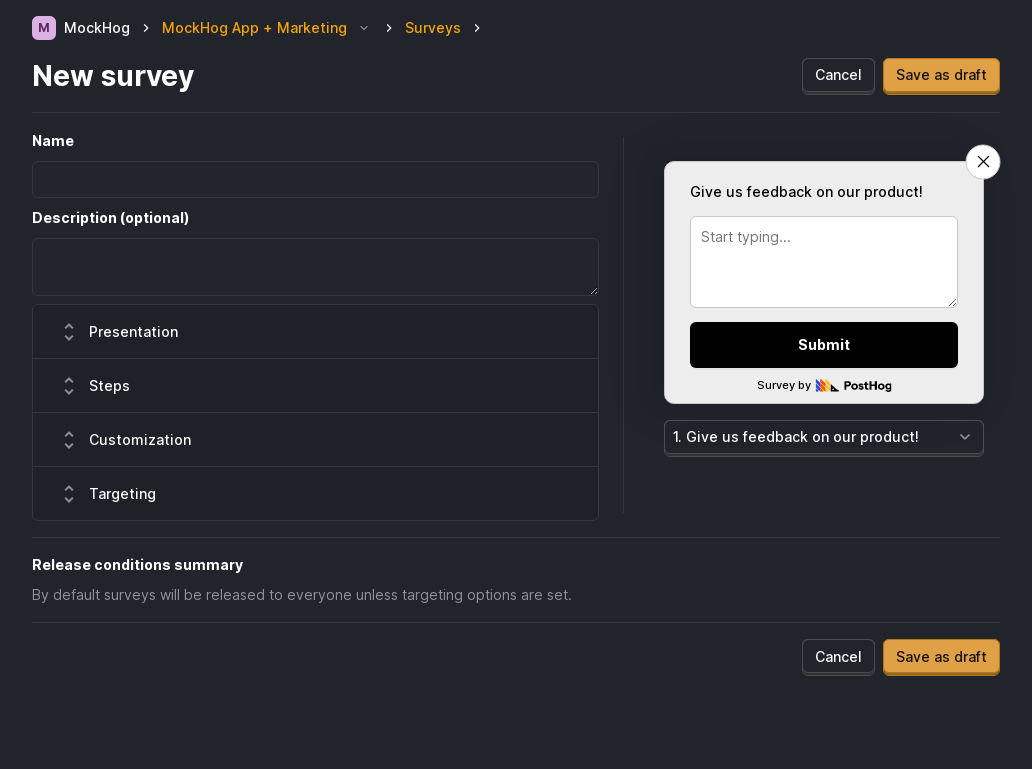 M MockHog MockHog App + Marketing Surveys
New survey
Cancel Save as draft
Name
Description (optional)
Presentation
Steps
Customization
Targeting
Give us feedback on our product!
Start typing...
Submit
Survey by PostHog
1. Give us feedback on our product!
Release conditions summary
By default surveys will be released to everyone unless targeting options are set.
Cancel Save as draft